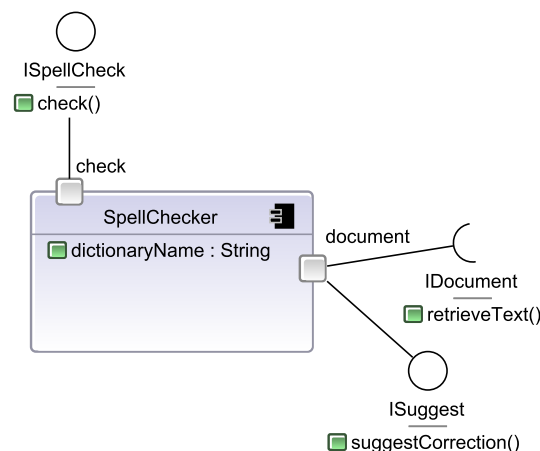 ISpellCheck
check()
check
SpellChecker
dictionaryName : String
document
IDocument
retrieveText()
ISuggest
suggestCorrection()